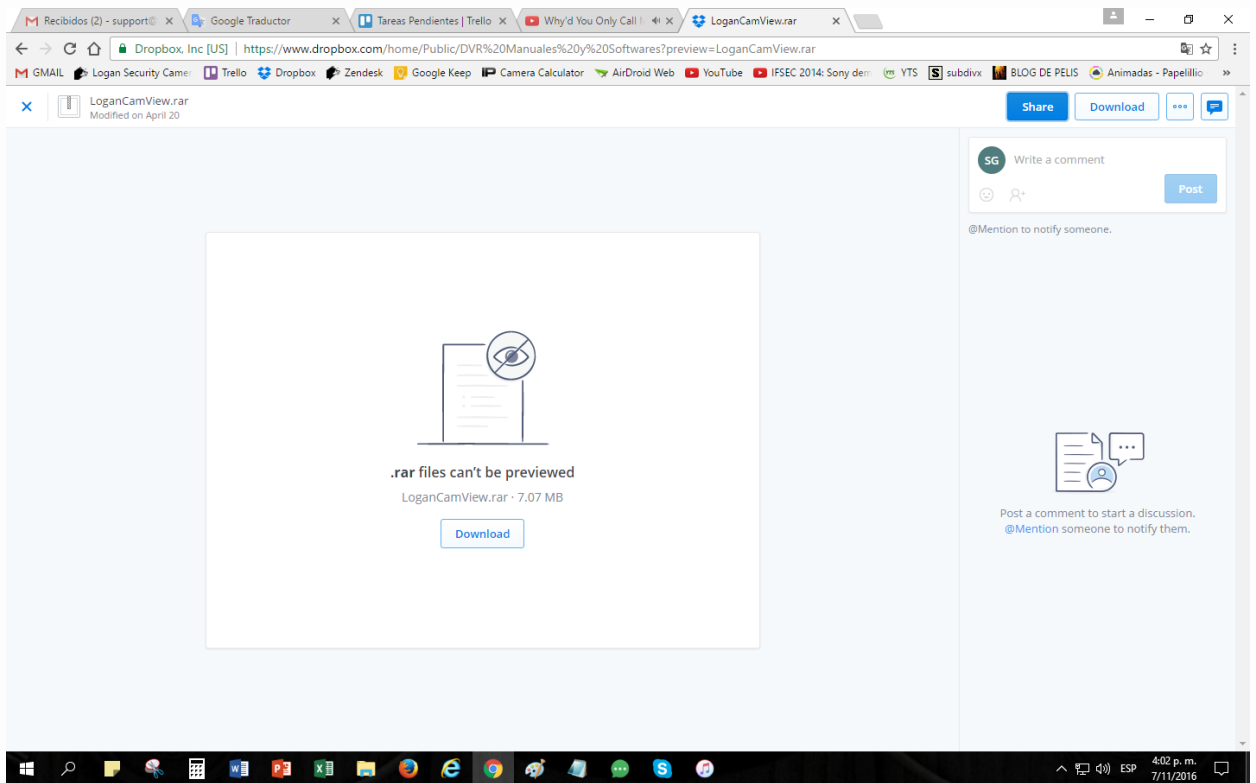 Recibidos (2) - support©
Google Traductor
Tareas Pendientes | Trello
Why'd You Only Call
LoganCamView.rar
Dropbox, Inc [US] | https://www.dropbox.com/home/Public/DVR%20Manuales%20y%20Softwares?preview=LoganCamView.rar
GMAIL Logan Security Camer Trello Dropbox Zendesk Google Keep IP Camera Calculator AirDroid Web YouTube IFSEC 2014: Sony dem YTS S subdivx BLOG DE PELIS Animadas - Papelillio »
LoganCamView.rar
Modified on April 20
Share
Download
SG
Write a comment
Post
@Mention to notify someone.
.rar files can't be previewed
LoganCamView.rar · 7.07 MB
Download
Post a comment to start a discussion.
@Mention someone to notify them.
ESP
4:02 p. m.
7/11/2016